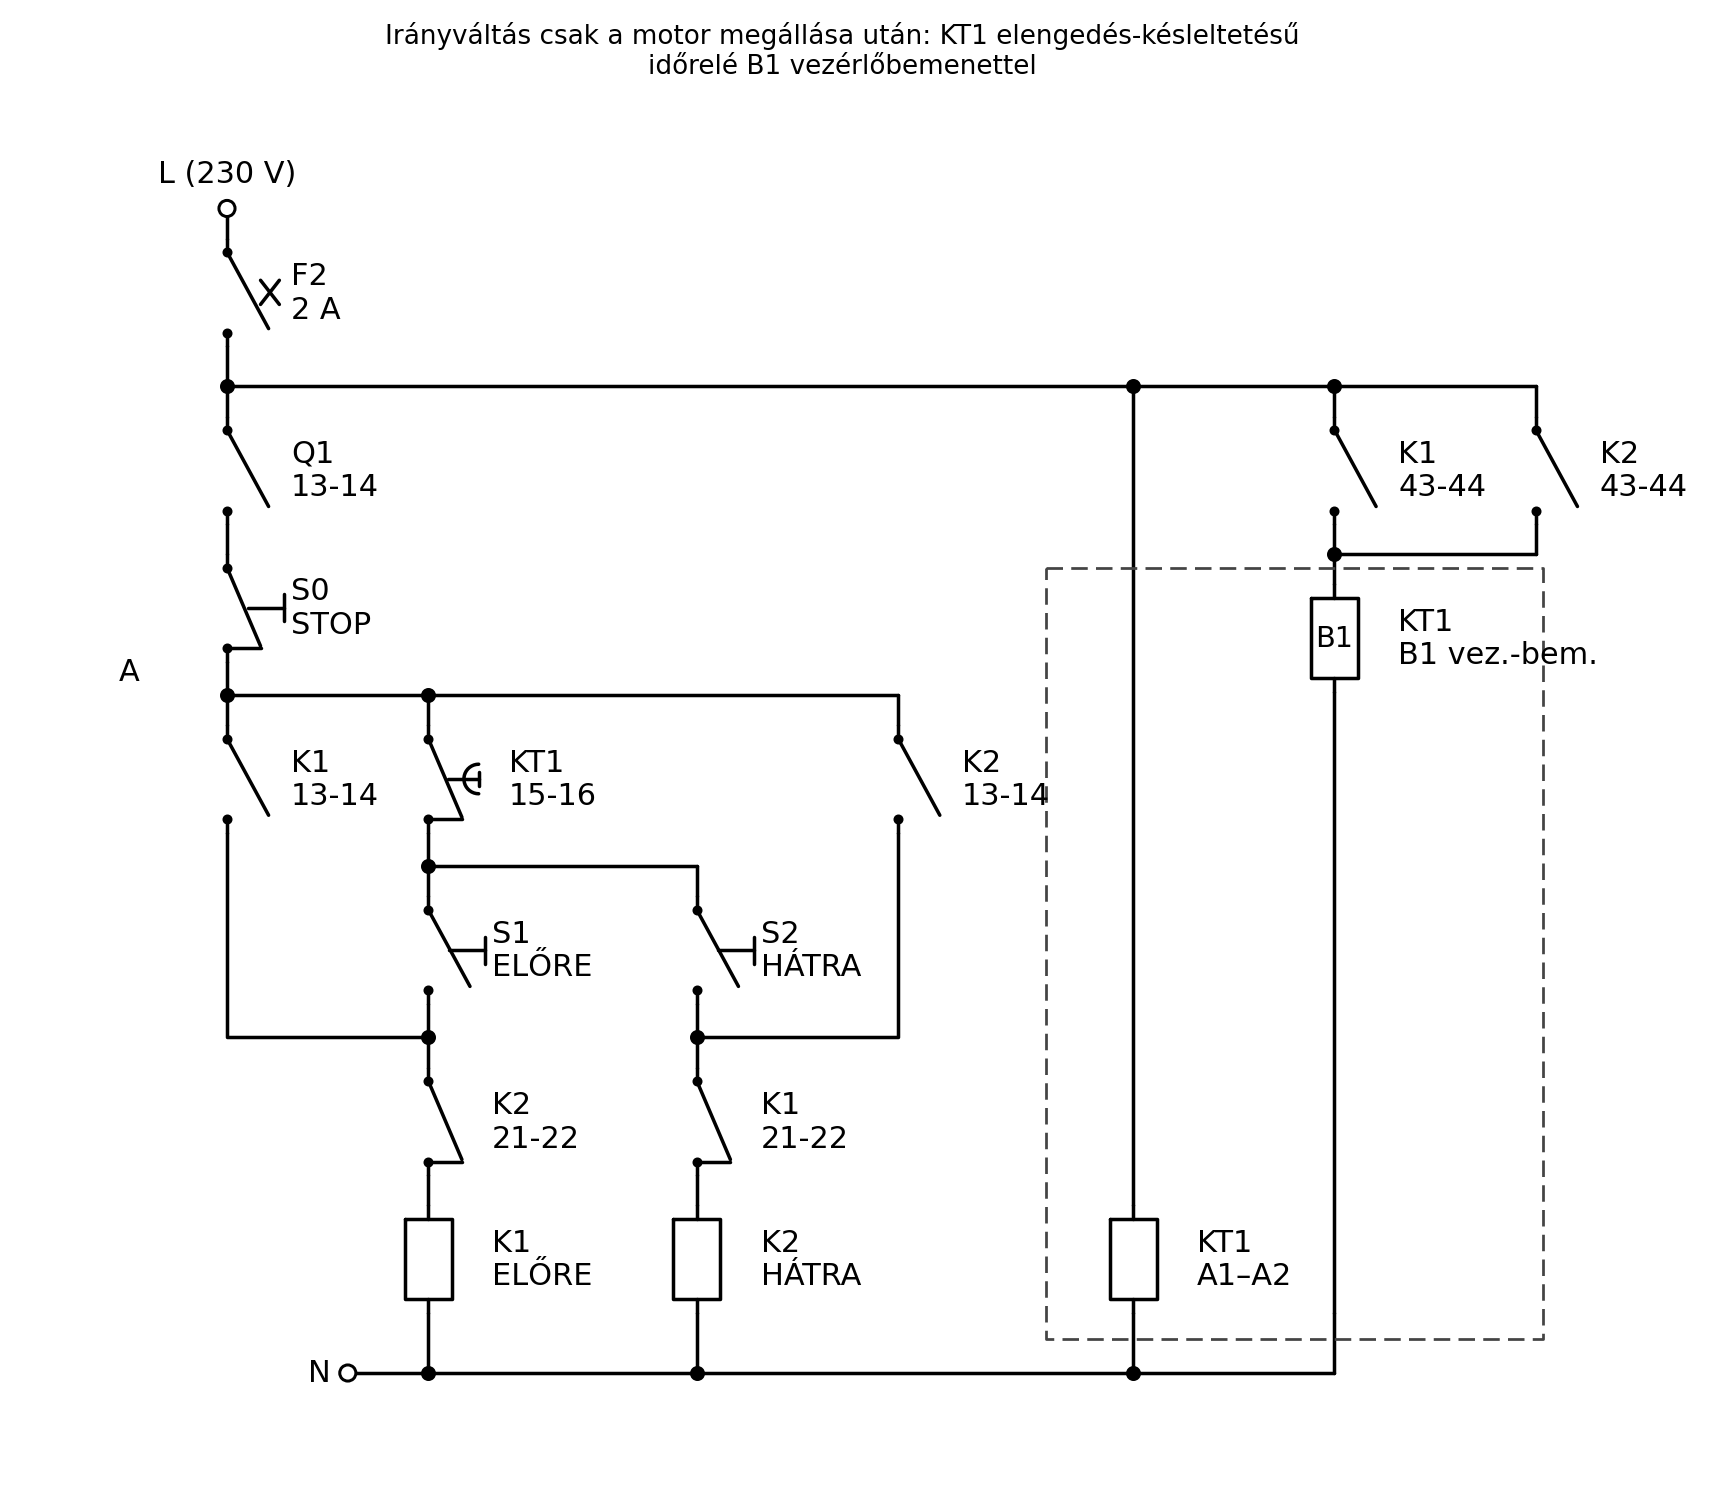 Irányváltás csak a motor megállása után: KT1 elengedés-késleltetésű
időrelé B1 vezérlőbemenettel
L (230 V)
F2
2 A
Q1
13-14
K1
43-44
K2
43-44
S0
STOP
B1
KT1
B1 vez.-bem.
A
K1
13-14
KT1
15-16
K2
13-14
S1
ELŐRE
S2
HÁTRA
K2
21-22
K1
21-22
K1
ELŐRE
K2
HÁTRA
KT1
A1–A2
N